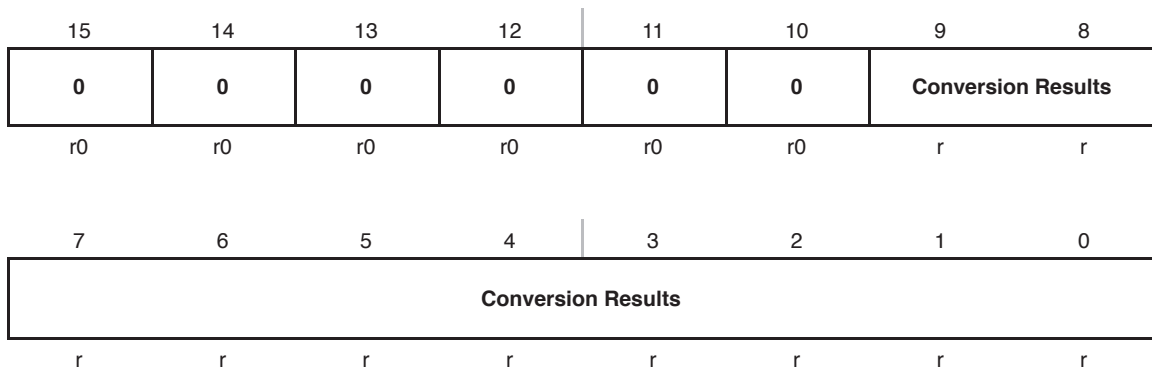 15 14 13 12 11 10 9 8
0 0 0 0 0 0 Conversion Results
r0 r0 r0 r0 r0 r0 r r
7 6 5 4 3 2 1 0
Conversion Results
r r r r r r r r